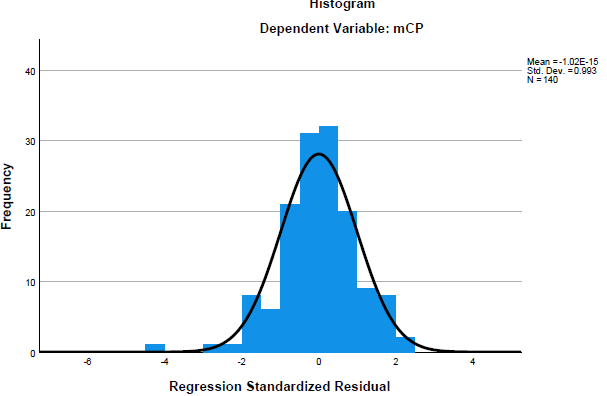 Histogram
Dependent Variable: mCP
Mean = -1.02E-15
Std. Dev. = 0.993
N = 140
Frequency
40
30
20
10
0
-6
-4
-2
0
2
4
Regression Standardized Residual